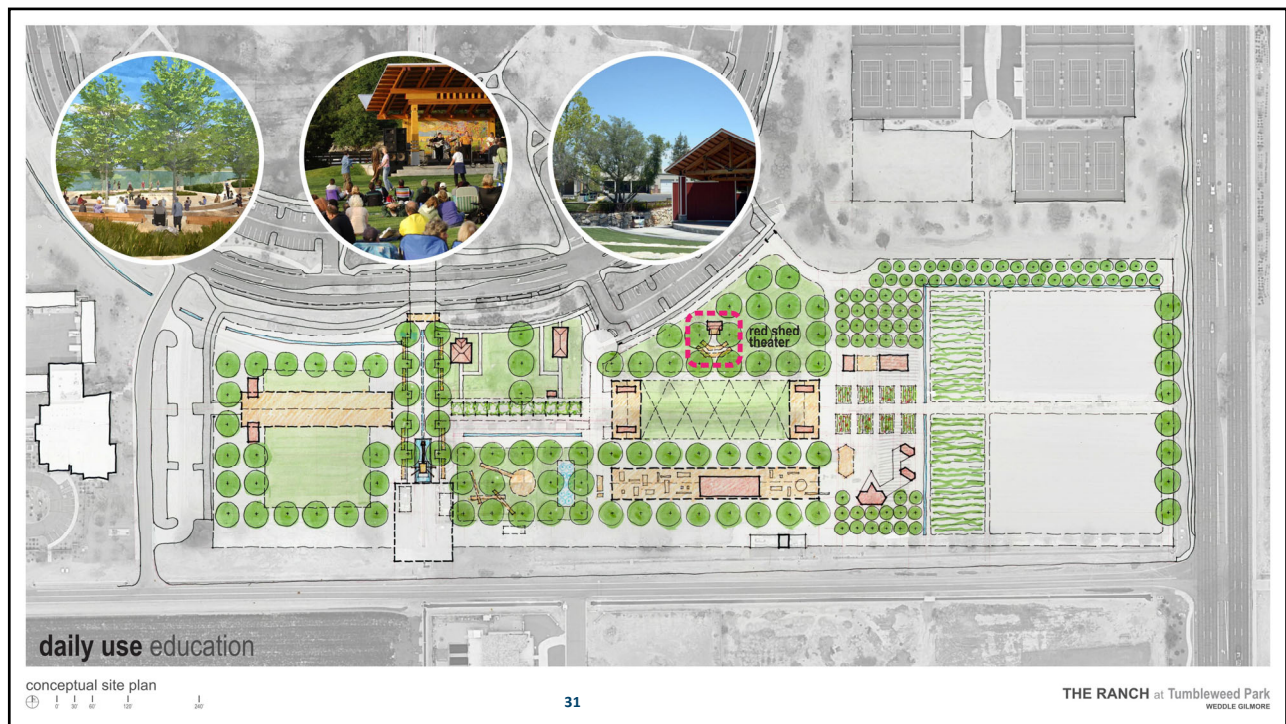 red shed
theater
daily use education
conceptual site plan
0' 30' 60' 120' 240'
31
THE RANCH at Tumbleweed Park
WEDDLE GILMORE